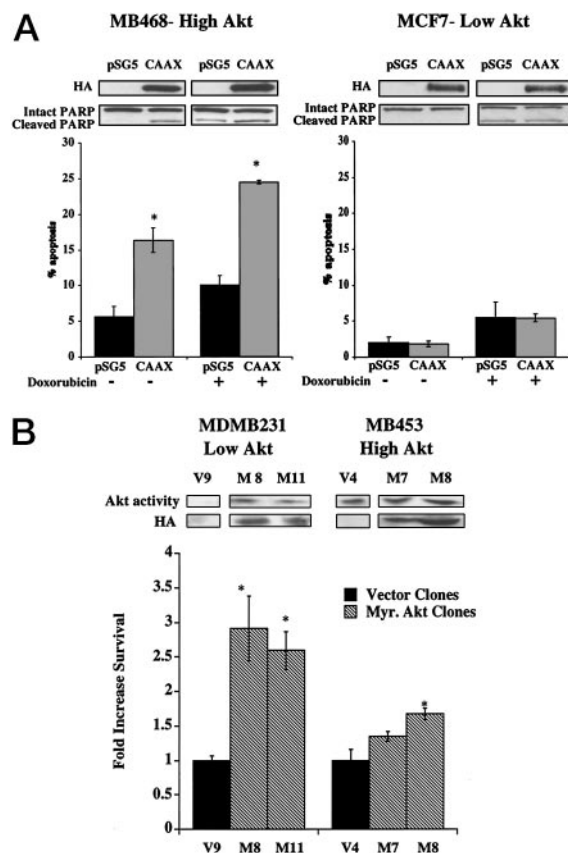 A
MB468- High Akt
MCF7- Low Akt
pSG5 CAAX pSG5 CAAX
pSG5 CAAX pSG5 CAAX
HA
HA
Intact PARP
Cleaved PARP
Intact PARP
Cleaved PARP
30
25
20
15
10
5
0
% apoptosis
* *
pSG5 CAAX pSG5 CAAX
Doxorubicin - - + +
30
25
20
15
10
5
0
% apoptosis
pSG5 CAAX pSG5 CAAX
Doxorubicin - - + +
B
MDMB231
Low Akt
MB453
High Akt
V9 M 8 M11 V4 M7 M8
Akt activity
HA
Vector Clones
Myr. Akt Clones
4
3.5
3
2.5
2
1.5
1
0.5
0
Fold Increase Survival
* * *
V9 M8 M11 V4 M7 M8